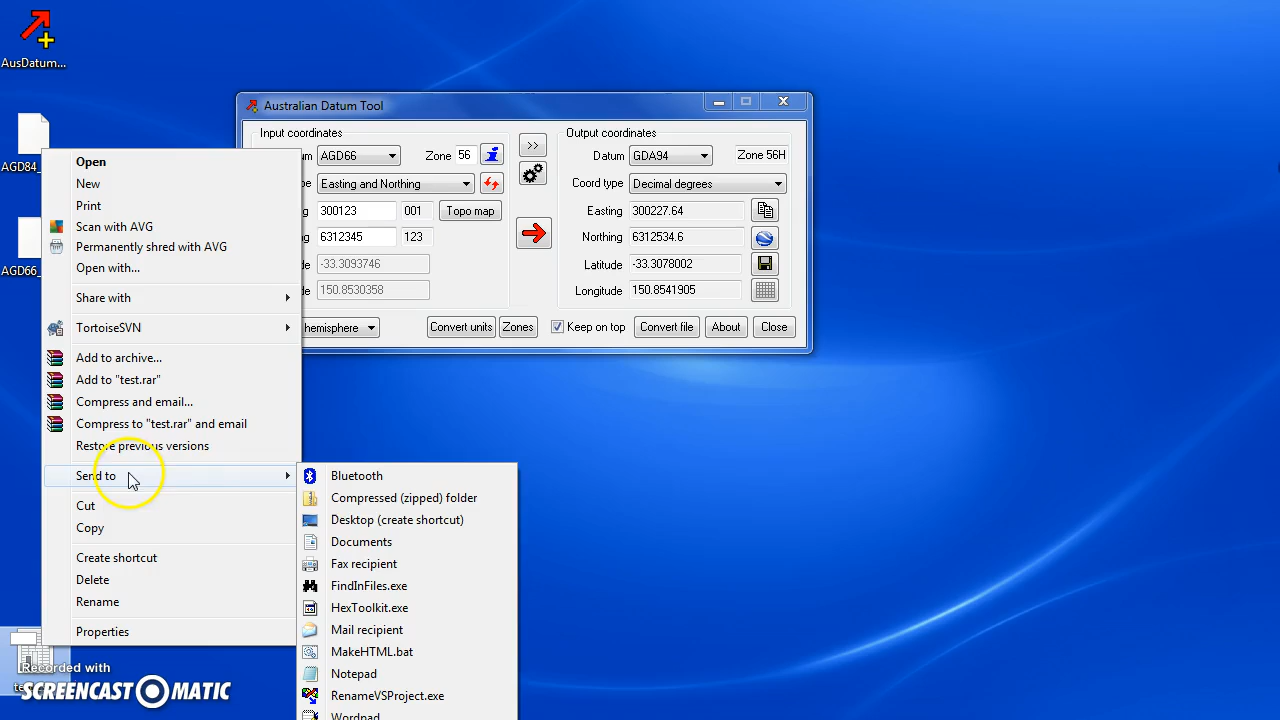 AusDatum...
AGD84_
AGD66_
Australian Datum Tool
Input coordinates
AGD66
Zone
56
Easting and Northing
300123
001
Topo map
6312345
123
-33.3093746
150.8530358
hemisphere
Convert units
Zones
Keep on top
Convert file
About
Close
>>
Output coordinates
Datum
GDA94
Zone 56H
Coord type
Decimal degrees
Easting
300227.64
Northing
6312534.6
Latitude
-33.3078002
Longitude
150.8541905
Open
New
Print
Scan with AVG
Permanently shred with AVG
Open with...
Share with
TortoiseSVN
Add to archive...
Add to "test.rar"
Compress and email...
Compress to "test.rar" and email
Restore previous versions
Send to
Cut
Copy
Create shortcut
Delete
Rename
Properties
Bluetooth
Compressed (zipped) folder
Desktop (create shortcut)
Documents
Fax recipient
FindInFiles.exe
HexToolkit.exe
Mail recipient
MakeHTML.bat
Notepad
RenameVSProject.exe
Wordpad
Recorded with
SCREENCAST MATIC